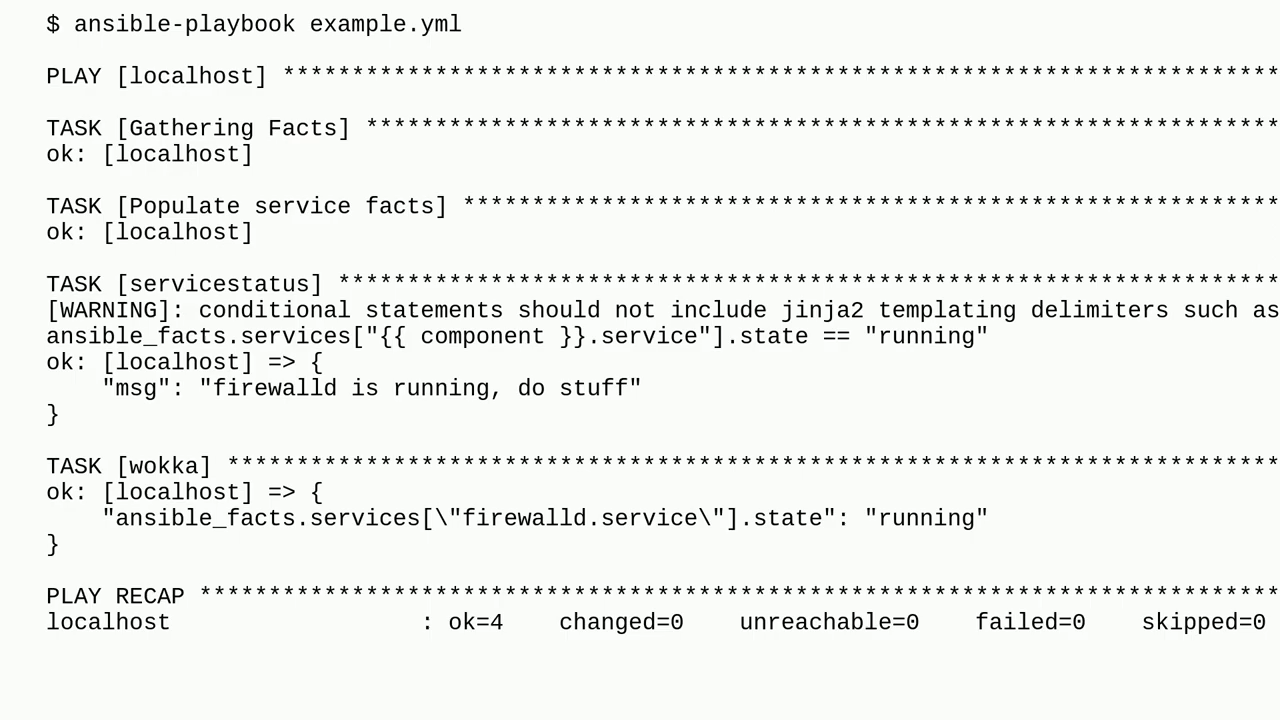 $ ansible-playbook example.yml
PLAY [localhost] ************************************************************************
TASK [Gathering Facts] ******************************************************************
ok: [localhost]
TASK [Populate service facts] ***********************************************************
ok: [localhost]
TASK [servicestatus] ********************************************************************
[WARNING]: conditional statements should not include jinja2 templating delimiters such as
ansible_facts.services["{{ component }}.service"].state == "running"
ok: [localhost] => {
    "msg": "firewalld is running, do stuff"
}
TASK [wokka] ****************************************************************************
ok: [localhost] => {
    "ansible_facts.services[\"firewalld.service\"].state": "running"
}
PLAY RECAP ******************************************************************************
localhost                  : ok=4    changed=0    unreachable=0    failed=0    skipped=0